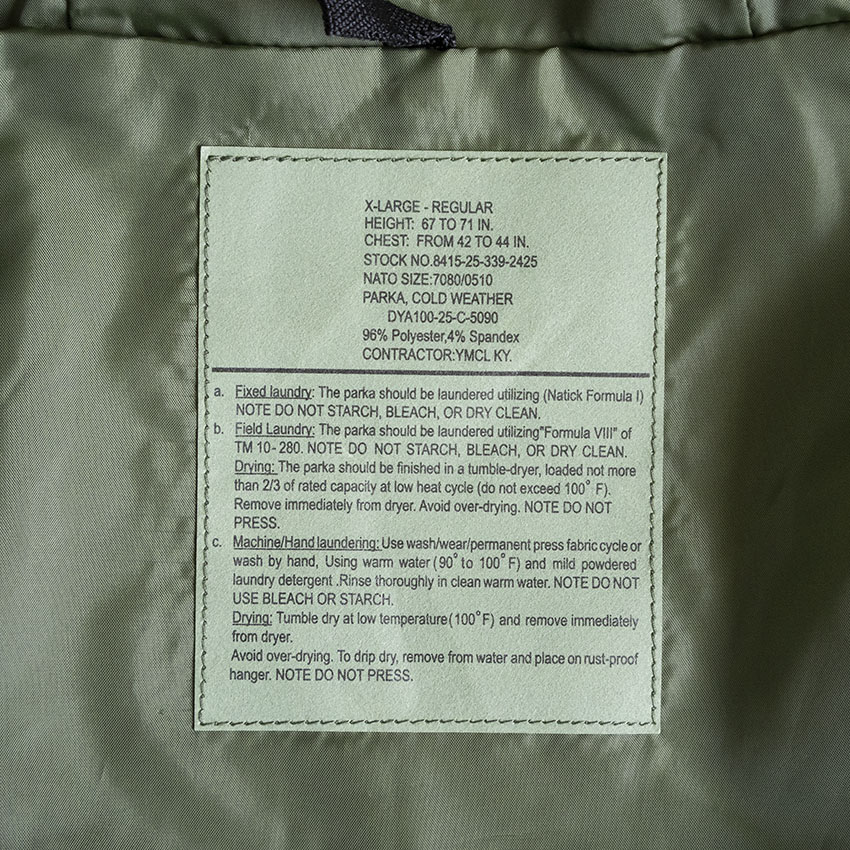 X-LARGE - REGULAR
HEIGHT: 67 TO 71 IN.
CHEST: FROM 42 TO 44 IN.
STOCK NO.8415-25-339-2425
NATO SIZE:7080/0510
PARKA, COLD WEATHER
DYA100-25-C-5090
96% Polyester,4% Spandex
CONTRACTOR:YMCL KY.
a. Fixed laundry: The parka should be laundered utilizing (Natick Formula I)
NOTE DO NOT STARCH, BLEACH, OR DRY CLEAN.
b. Field Laundry: The parka should be laundered utilizing"Formula VIII" of
TM 10-280. NOTE DO NOT STARCH, BLEACH, OR DRY CLEAN.
Drying: The parka should be finished in a tumble-dryer, loaded not more
than 2/3 of rated capacity at low heat cycle (do not exceed 100° F).
Remove immediately from dryer. Avoid over-drying. NOTE DO NOT
PRESS.
c. Machine/Hand laundering: Use wash/wear/permanent press fabric cycle or
wash by hand, Using warm water (90° to 100° F) and mild powdered
laundry detergent .Rinse thoroughly in clean warm water. NOTE DO NOT
USE BLEACH OR STARCH.
Drying: Tumble dry at low temperature(100°F) and remove immediately
from dryer.
Avoid over-drying. To drip dry, remove from water and place on rust-proof
hanger. NOTE DO NOT PRESS.